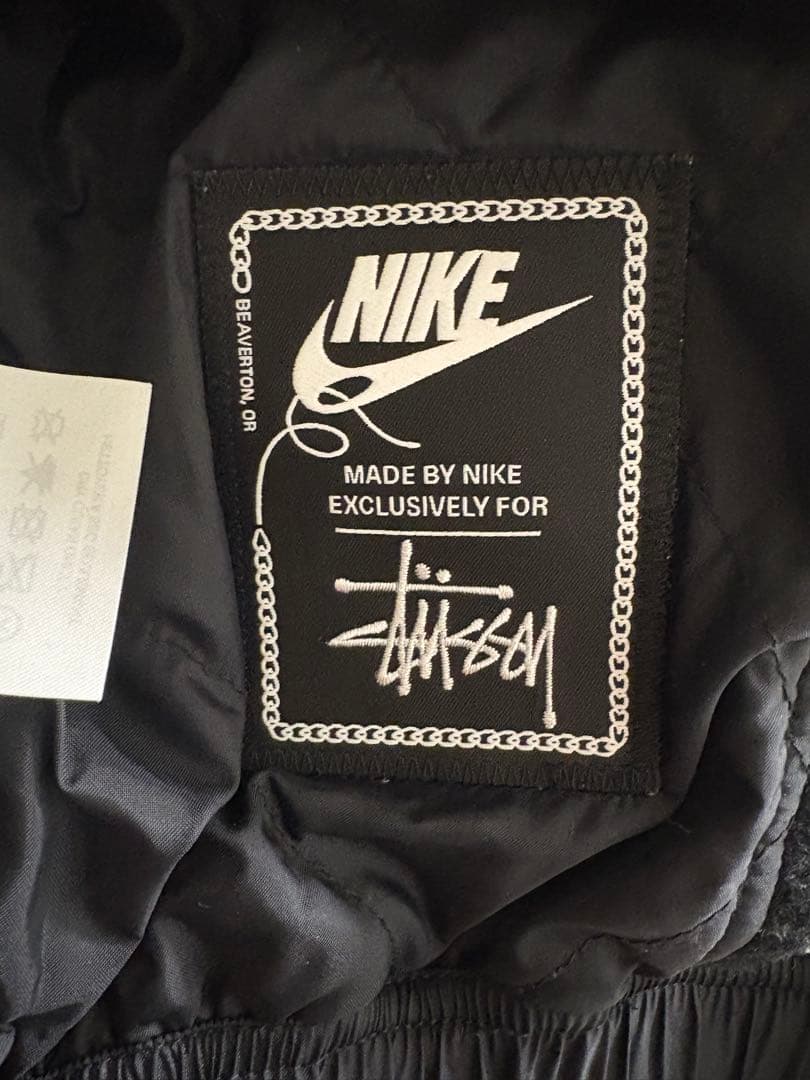 NIKE
BEAVERTON, OR
MADE BY NIKE
EXCLUSIVELY FOR
Stüssy